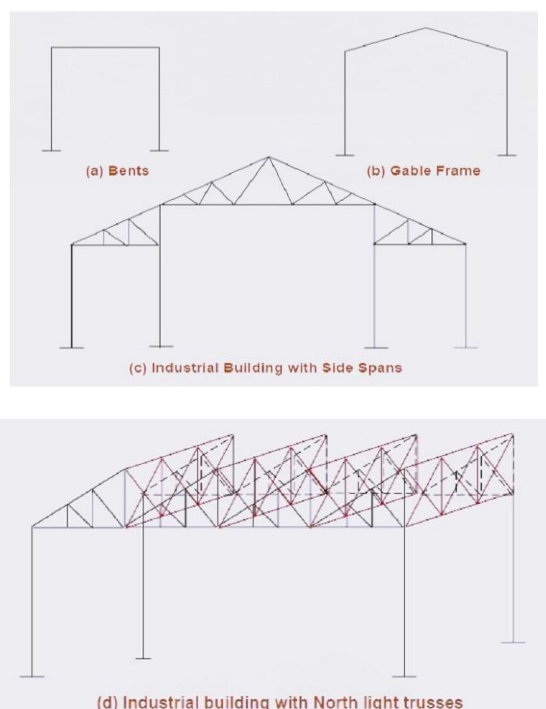 (a) Bents
(b) Gable Frame
(c) Industrial Building with Side Spans
(d) Industrial building with North light trusses